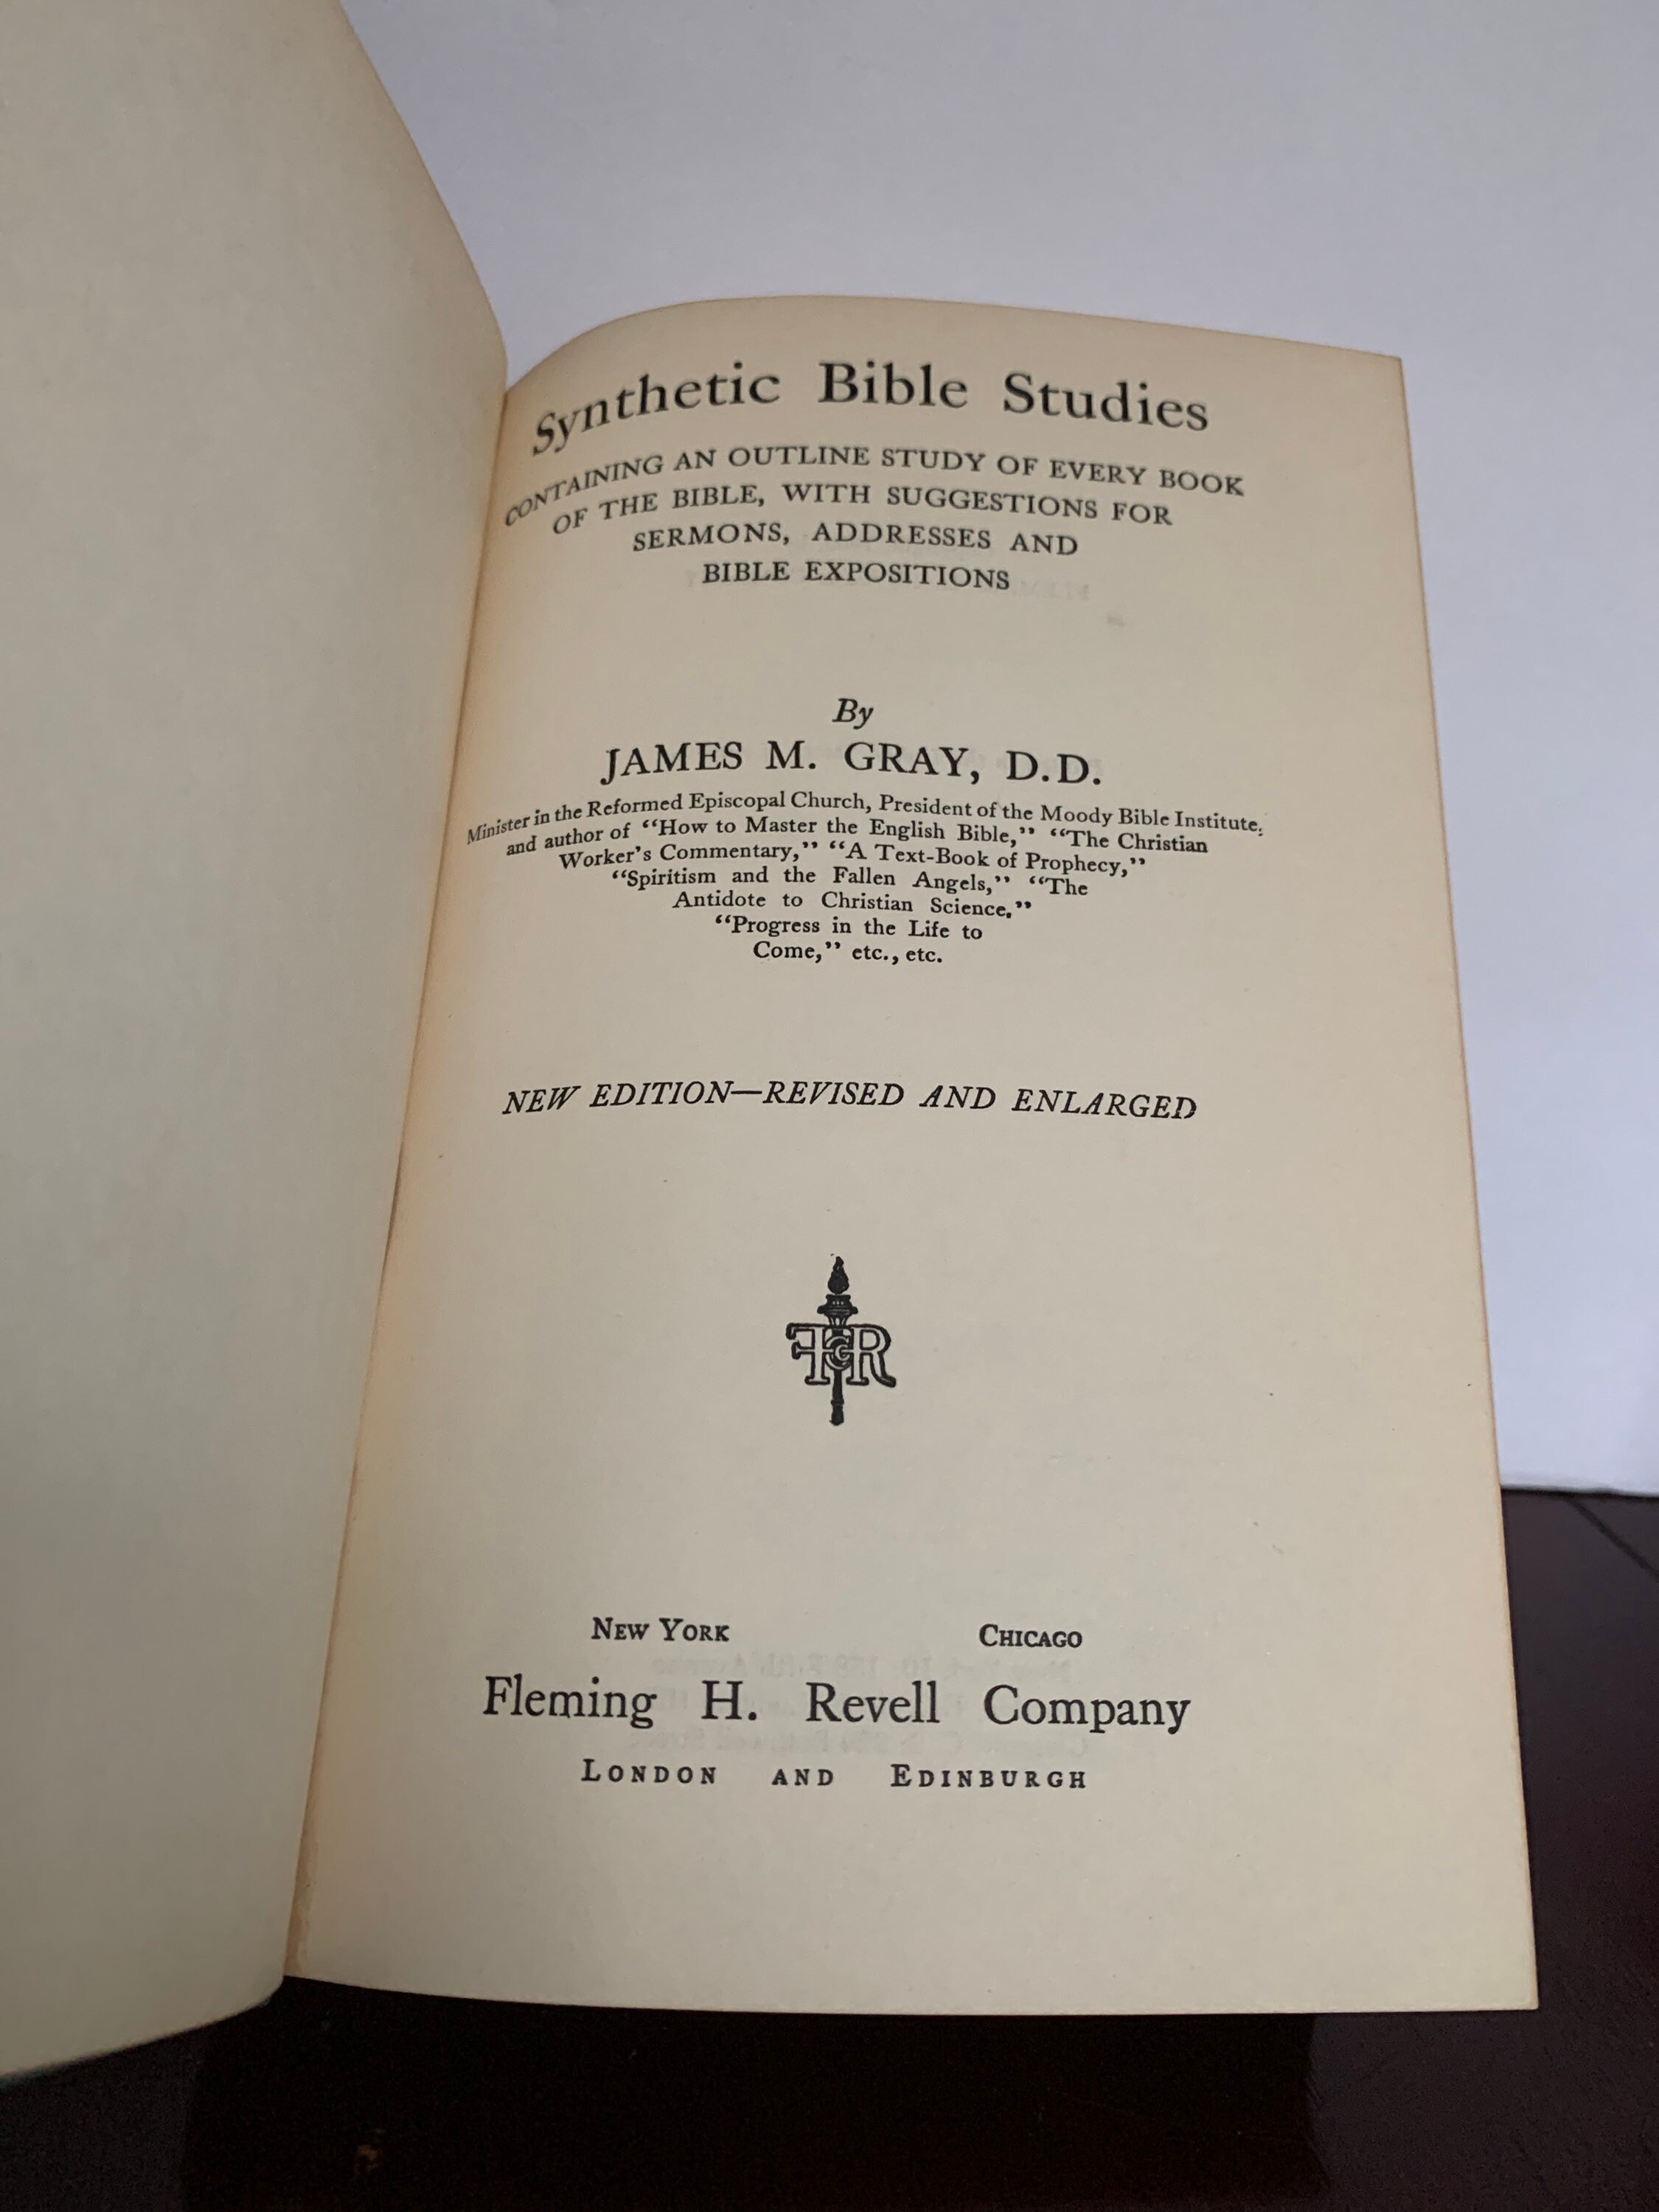 Synthetic Bible Studies
CONTAINING AN OUTLINE STUDY OF EVERY BOOK
OF THE BIBLE, WITH SUGGESTIONS FOR
SERMONS, ADDRESSES AND
BIBLE EXPOSITIONS
By
JAMES M. GRAY, D.D.
Minister in the Reformed Episcopal Church, President of the Moody Bible Institute,
and author of "How to Master the English Bible," "The Christian
Worker's Commentary," "A Text-Book of Prophecy,"
"Spiritism and the Fallen Angels," "The
Antidote to Christian Science,"
"Progress in the Life to
Come," etc., etc.
NEW EDITION—REVISED AND ENLARGED
FHR
NEW YORK CHICAGO
Fleming H. Revell Company
LONDON AND EDINBURGH